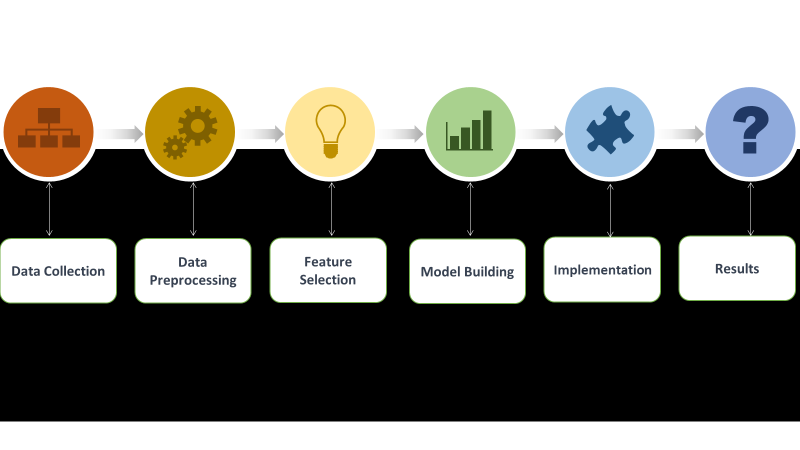 Data Collection
Data
Preprocessing
Feature
Selection
Model Building
Implementation
Results
?